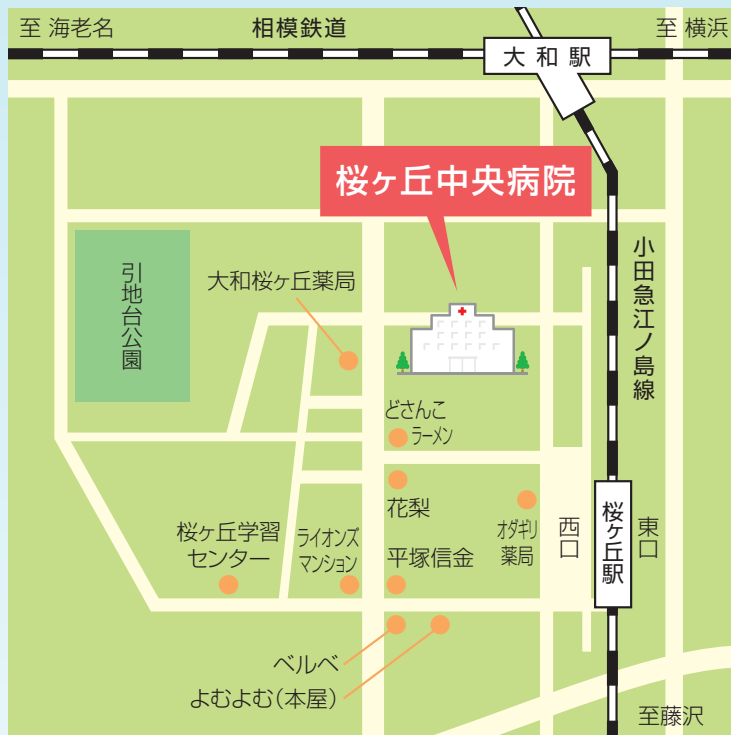 至 海老名
相模鉄道
至 横浜
大和駅
桜ヶ丘中央病院
小田急江ノ島線
引地台公園
大和桜ヶ丘薬局
どさんこ
ラーメン
花梨
オダギリ
薬局
西口
桜ヶ丘駅
東口
桜ヶ丘学習
センター
ライオンズ
マンション
平塚信金
ベルベ
よむよむ(本屋)
至藤沢